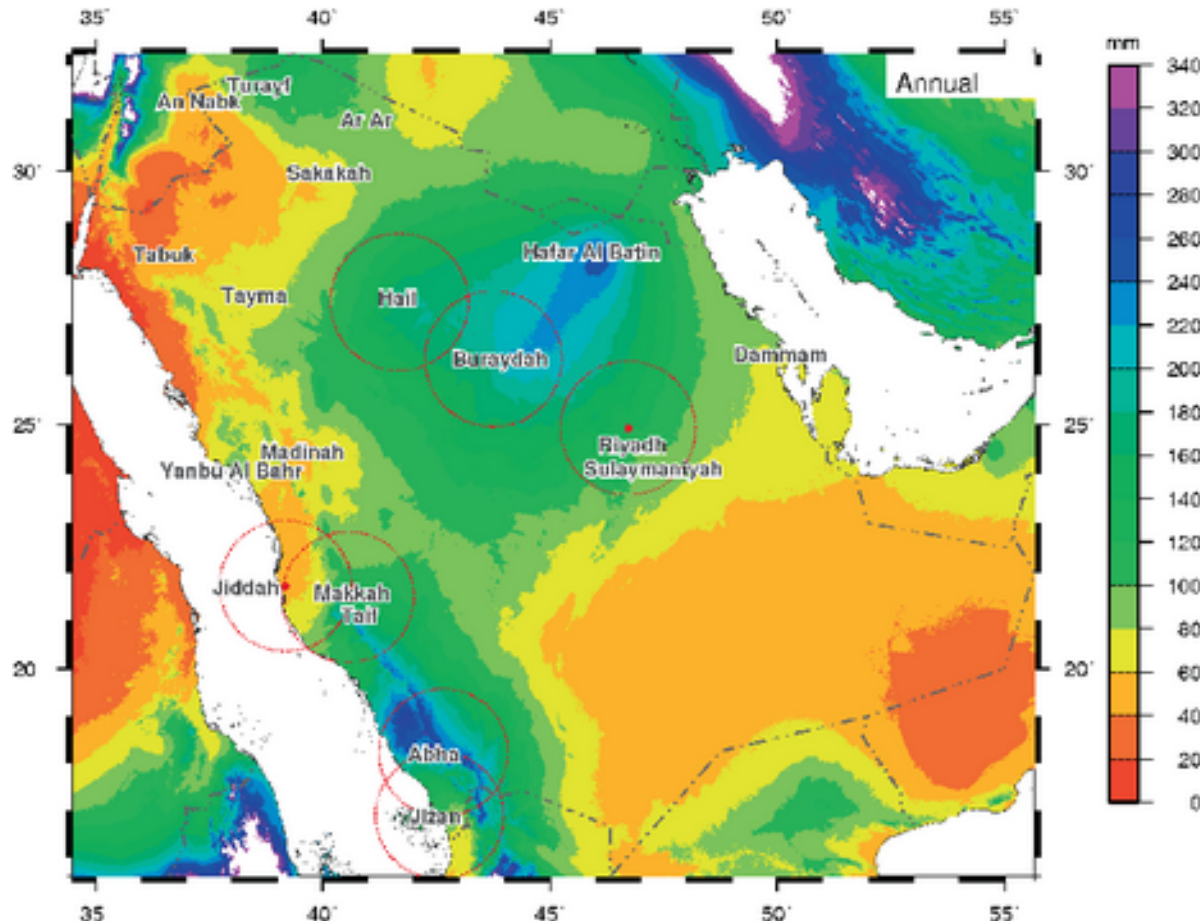 35˚ 40˚ 45˚ 50˚ 55˚
mm
Annual
340
320
300
280
260
240
220
200
180
160
140
120
100
80
60
40
20
0
30˚
25˚
20˚
30˚
25˚
20˚
Turayf
An Nabk
Ar Ar
Sakakah
Tabuk
Hafar Al Batin
Tayma
Hail
Buraydah
Dammam
Riyadh
Sulaymaniyah
Madinah
Yanbu Al Bahr
Jiddah
Makkah
Taif
Abha
Jizan
35˚ 40˚ 45˚ 50˚ 55˚